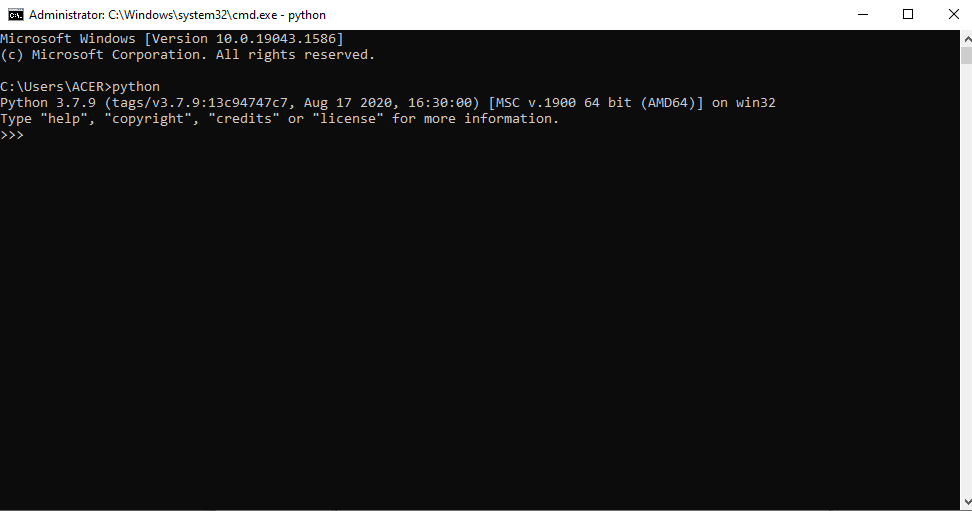 Administrator: C:\Windows\system32\cmd.exe - python
Microsoft Windows [Version 10.0.19043.1586]
(c) Microsoft Corporation. All rights reserved.
C:\Users\ACER>python
Python 3.7.9 (tags/v3.7.9:13c94747c7, Aug 17 2020, 16:30:00) [MSC v.1900 64 bit (AMD64)] on win32
Type "help", "copyright", "credits" or "license" for more information.
>>>